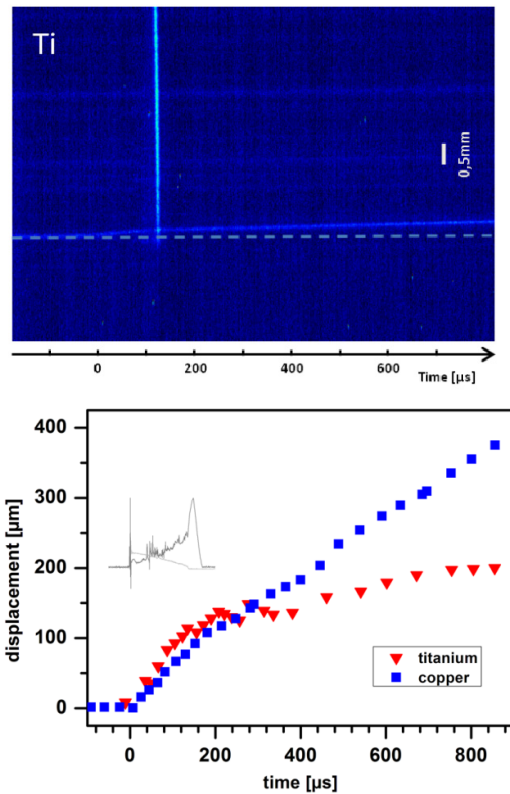 Ti
0,5mm
0 200 400 600
Time [µs]
400
300
200
100
0
displacement [µm]
titanium
copper
0 200 400 600 800
time [µs]